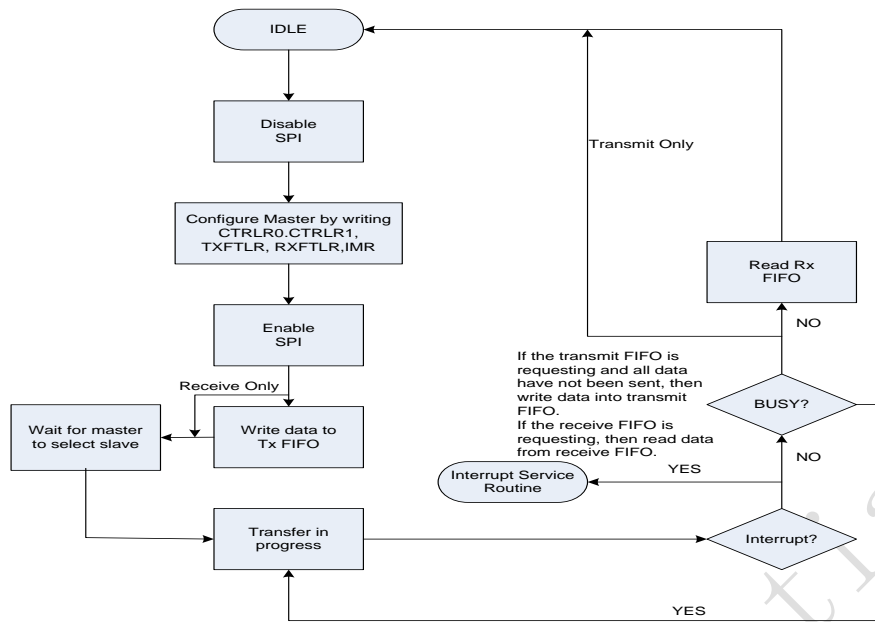 IDLE
Disable
SPI
Transmit Only
Configure Master by writing
CTRLR0.CTRLR1,
TXFTLR, RXFTLR,IMR
Read Rx
FIFO
Enable
SPI
NO
If the transmit FIFO is
requesting and all data
have not been sent, then
write data into transmit
FIFO.
If the receive FIFO is
requesting, then read data
from receive FIFO.
Receive Only
BUSY?
Wait for master
to select slave
Write data to
Tx FIFO
NO
YES
Interrupt Service
Routine
Transfer in
progress
Interrupt?
YES